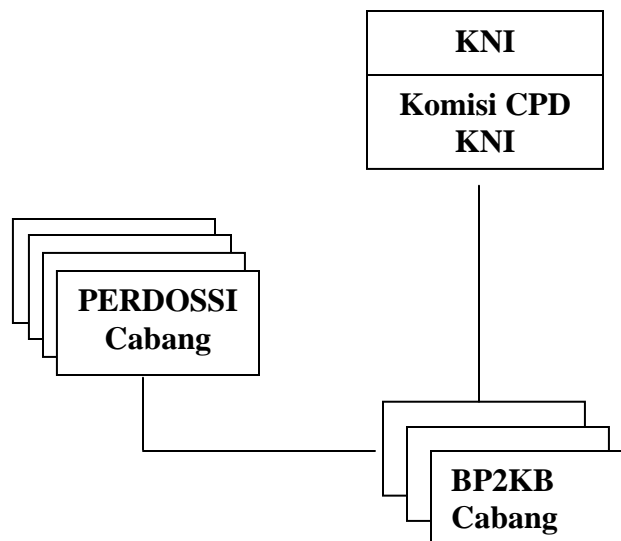 KNI
Komisi CPD
KNI
PERDOSSI
Cabang
BP2KB
Cabang